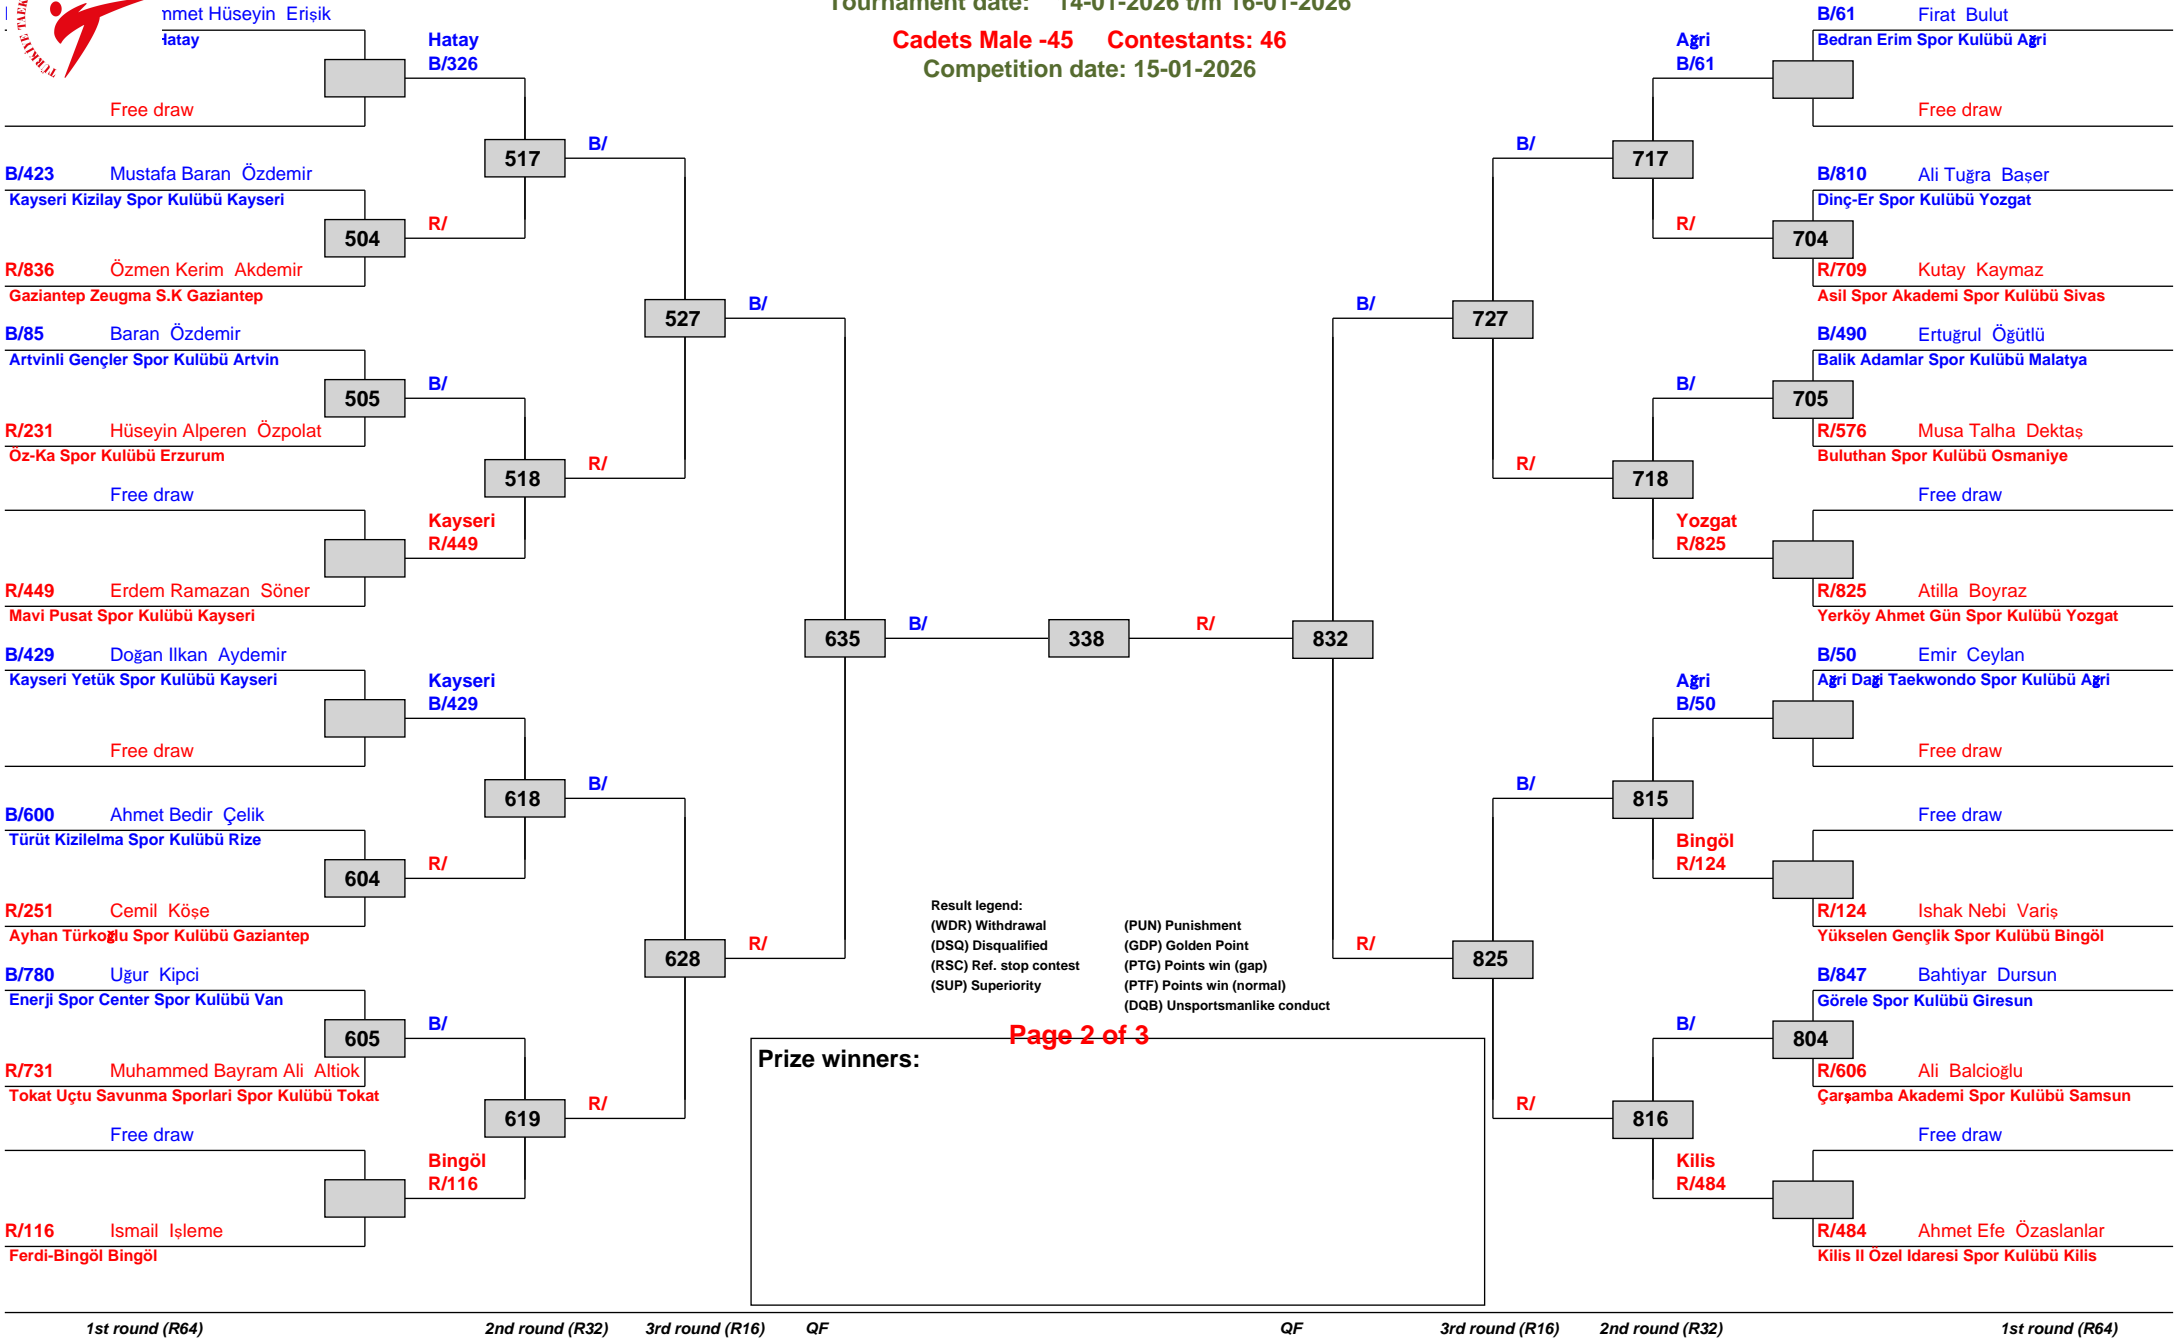 Tournament date: 14-01-2026 t/m 16-01-2026
Cadets Male -45 Contestants: 46
Competition date: 15-01-2026
Hüseyin Erişik
Hatay
Hatay
B/326
Free draw
517
B/
B/423 Mustafa Baran Özdemir
Kayseri Kizilay Spor Kulübü Kayseri
504
R/
R/836 Özmen Kerim Akdemir
Gaziantep Zeugma S.K Gaziantep
527
B/
B/85 Baran Özdemir
Artvinli Gençler Spor Kulübü Artvin
505
B/
R/231 Hüseyin Alperen Özpolat
Öz-Ka Spor Kulübü Erzurum
518
R/
Free draw
Kayseri
R/449
R/449 Erdem Ramazan Söner
Mavi Pusat Spor Kulübü Kayseri
635
B/
338
R/
832
B/429 Doğan Ilkan Aydemir
Kayseri Yetük Spor Kulübü Kayseri
Kayseri
B/429
Free draw
618
B/
B/600 Ahmet Bedir Çelik
Türüt Kizilelma Spor Kulübü Rize
604
R/
R/251 Cemil Köşe
Ayhan Türkoğlu Spor Kulübü Gaziantep
628
R/
B/780 Uğur Kipci
Enerji Spor Center Spor Kulübü Van
605
B/
R/731 Muhammed Bayram Ali Altiok
Tokat Uçtu Savunma Sporlari Spor Kulübü Tokat
619
R/
Free draw
Bingöl
R/116
R/116 Ismail Işleme
Ferdi-Bingöl Bingöl
B/61 Firat Bulut
Bedran Erim Spor Kulübü Ağri
Ağri
B/61
Free draw
B/
717
B/810 Ali Tuğra Başer
Dinç-Er Spor Kulübü Yozgat
R/
704
R/709 Kutay Kaymaz
Asil Spor Akademi Spor Kulübü Sivas
B/
727
B/490 Ertuğrul Öğütlü
Balik Adamlar Spor Kulübü Malatya
B/
705
R/576 Musa Talha Dektaş
Buluthan Spor Kulübü Osmaniye
R/
718
Free draw
Yozgat
R/825
R/825 Atilla Boyraz
Yerköy Ahmet Gün Spor Kulübü Yozgat
B/50 Emir Ceylan
Ağri Daği Taekwondo Spor Kulübü Ağri
Ağri
B/50
Free draw
B/
815
Free draw
Bingöl
R/124
R/124 Ishak Nebi Variş
Yükselen Gençlik Spor Kulübü Bingöl
R/
825
B/847 Bahtiyar Dursun
Görele Spor Kulübü Giresun
B/
804
R/606 Ali Balcioğlu
Çarşamba Akademi Spor Kulübü Samsun
R/
816
Free draw
Kilis
R/484
R/484 Ahmet Efe Özaslanlar
Kilis Il Özel Idaresi Spor Kulübü Kilis
Result legend:
(WDR) Withdrawal (PUN) Punishment
(DSQ) Disqualified (GDP) Golden Point
(RSC) Ref. stop contest (PTG) Points win (gap)
(SUP) Superiority (PTF) Points win (normal)
(DQB) Unsportsmanlike conduct
Page 2 of 3
Prize winners:
1st round (R64) 2nd round (R32) 3rd round (R16) QF QF 3rd round (R16) 2nd round (R32) 1st round (R64)